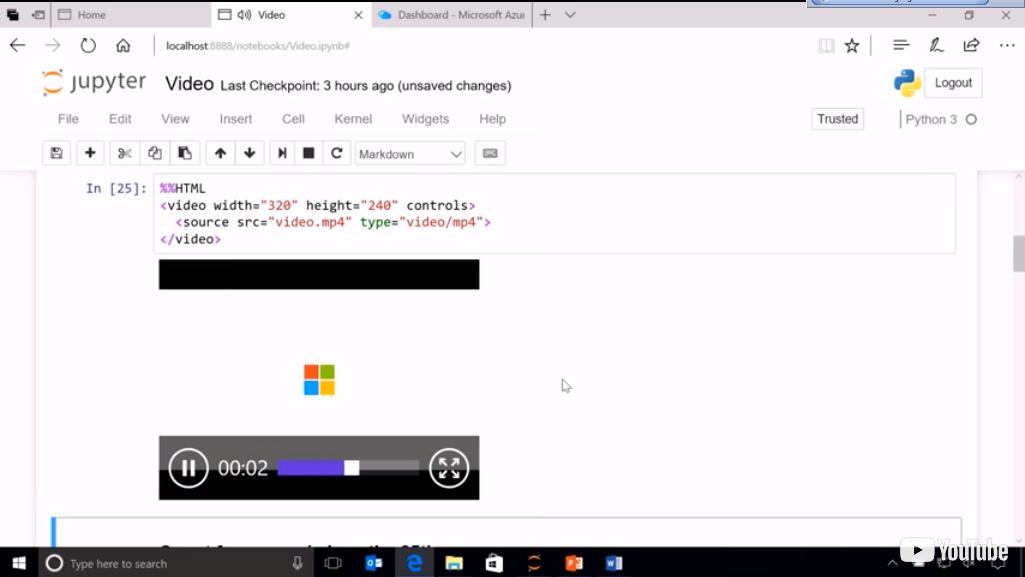 Home
Video
Dashboard - Microsoft Azur
localhost:8888/notebooks/Video.ipynb#
jupyter Video Last Checkpoint: 3 hours ago (unsaved changes)
Logout
File Edit View Insert Cell Kernel Widgets Help
Trusted
Python 3
Markdown
In [25]: %%HTML
<video width="320" height="240" controls>
<source src="video.mp4" type="video/mp4">
</video>
00:02
YouTube
Type here to search